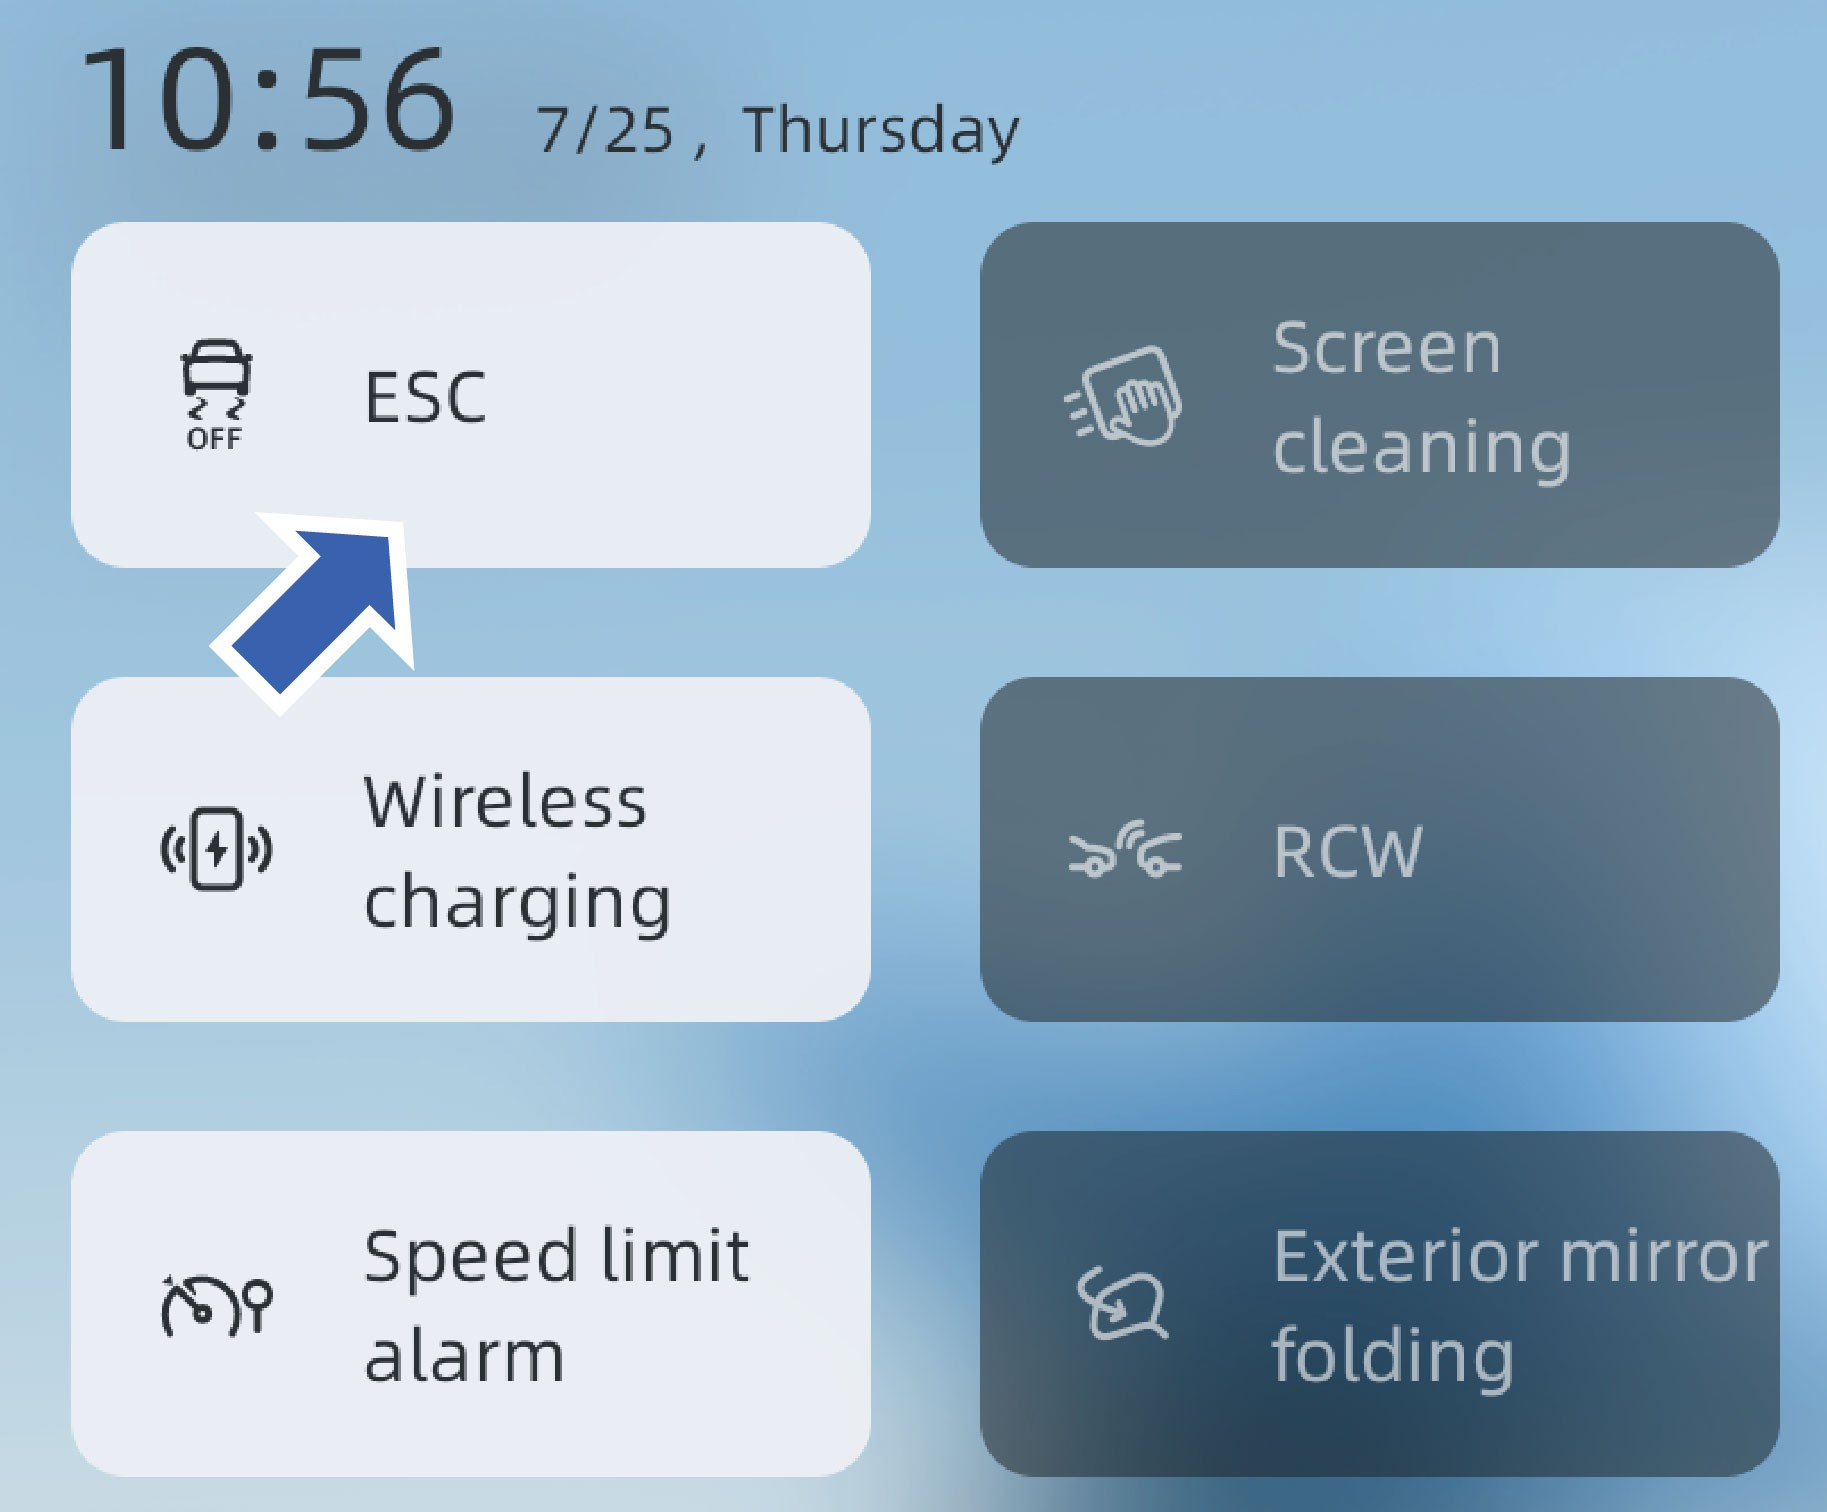 10:56 7/25 , Thursday
ESC
OFF
Screen
cleaning
Wireless
charging
RCW
Speed limit
alarm
Exterior mirror
folding